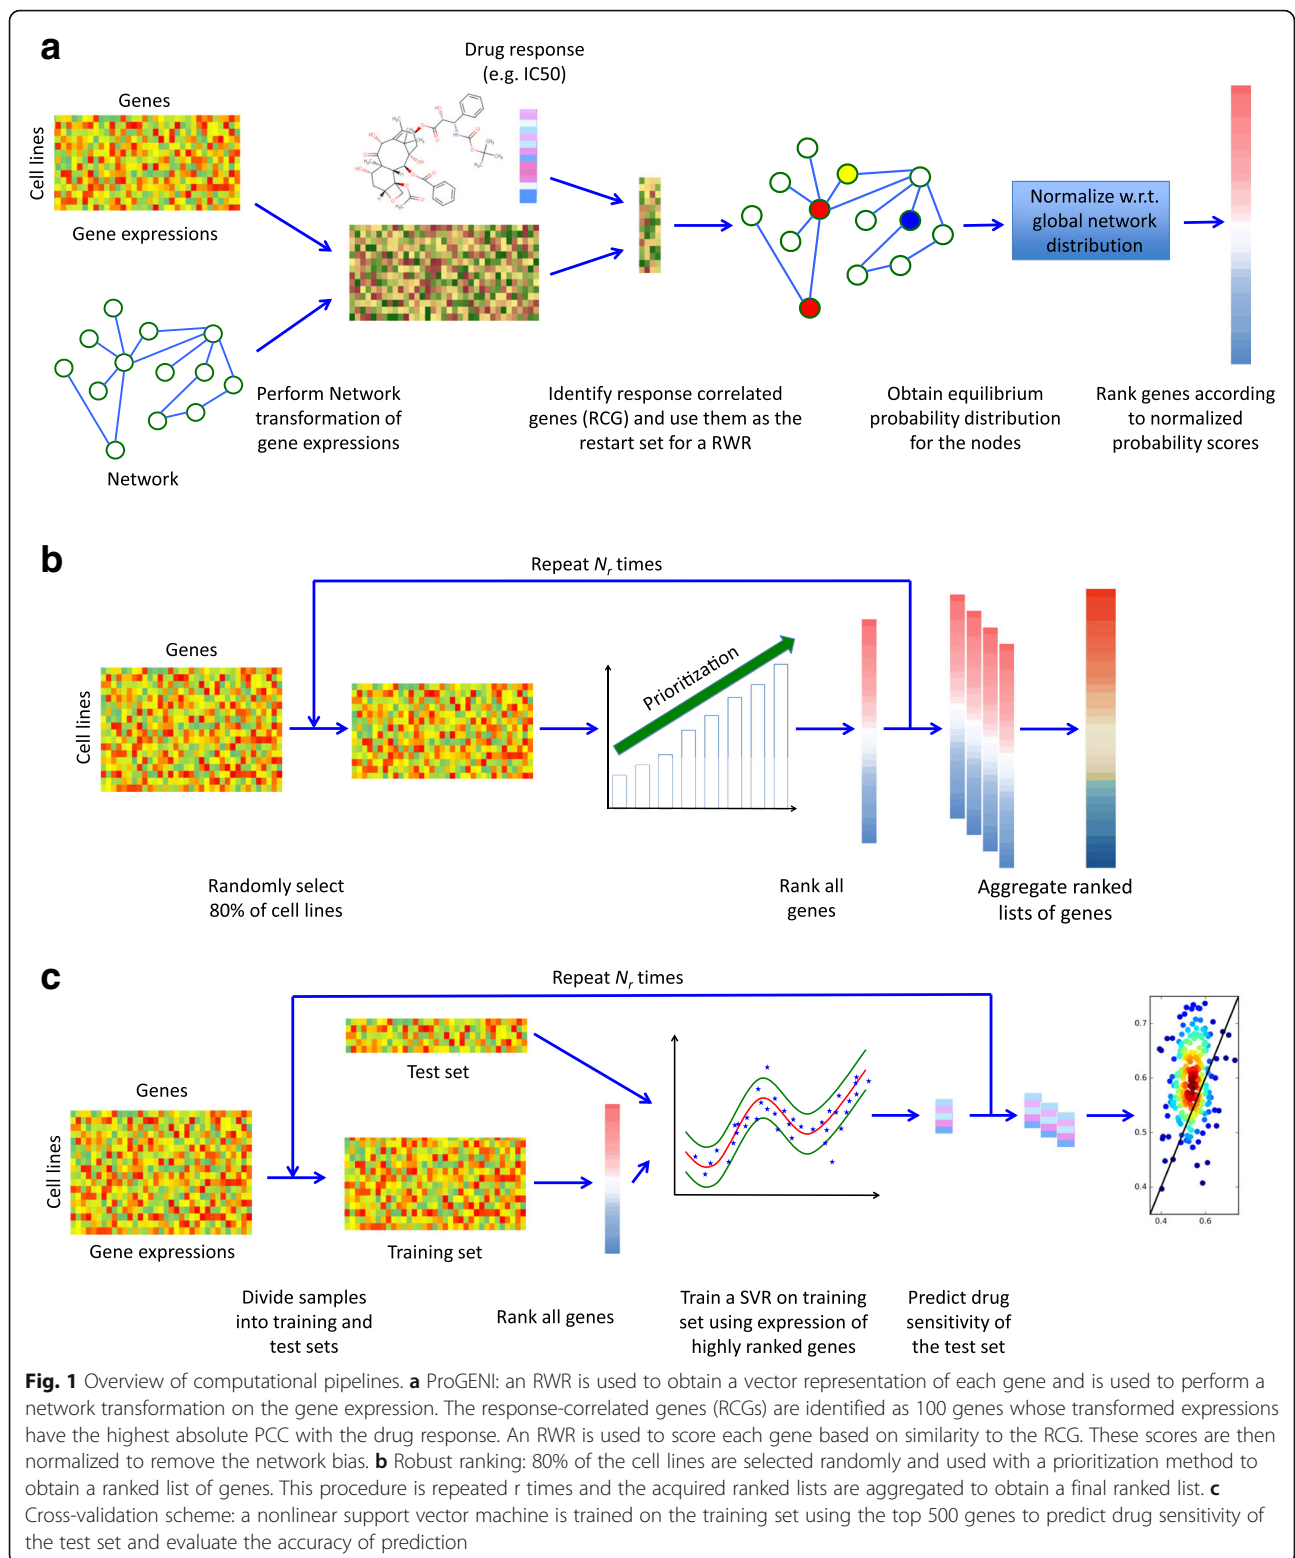 a
Drug response
(e.g. IC50)
Genes
Cell lines
Gene expressions
Network
Perform Network
transformation of
gene expressions
Identify response correlated
genes (RCG) and use them as the
restart set for a RWR
Obtain equilibrium
probability distribution
for the nodes
Normalize w.r.t.
global network
distribution
Rank genes according
to normalized
probability scores
b
Repeat Nr times
Genes
Cell lines
Prioritization
Randomly select
80% of cell lines
Rank all
genes
Aggregate ranked
lists of genes
c
Repeat Nr times
Genes
Cell lines
Gene expressions
Test set
Training set
Divide samples
into training and
test sets
Rank all genes
Train a SVR on training
set using expression of
highly ranked genes
Predict drug
sensitivity of
the test set
0.7
0.6
0.5
0.4
0.4 0.6
Fig. 1 Overview of computational pipelines. a ProGENI: an RWR is used to obtain a vector representation of each gene and is used to perform a
network transformation on the gene expression. The response-correlated genes (RCGs) are identified as 100 genes whose transformed expressions
have the highest absolute PCC with the drug response. An RWR is used to score each gene based on similarity to the RCG. These scores are then
normalized to remove the network bias. b Robust ranking: 80% of the cell lines are selected randomly and used with a prioritization method to
obtain a ranked list of genes. This procedure is repeated r times and the acquired ranked lists are aggregated to obtain a final ranked list. c
Cross-validation scheme: a nonlinear support vector machine is trained on the training set using the top 500 genes to predict drug sensitivity of
the test set and evaluate the accuracy of prediction